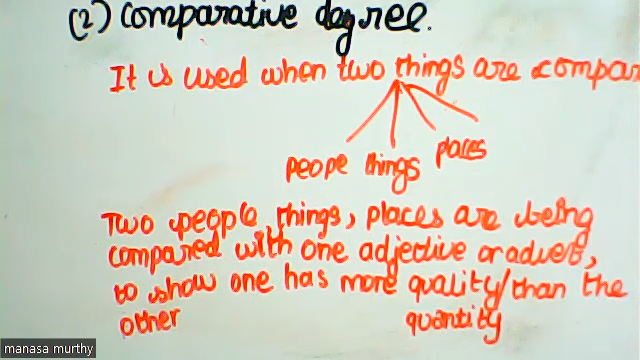 (2) comparative degree.
It is used when two things are compar
peope things places
Two people, things, places are being
compared with one adjective or adverb,
to show one has more quality/than the
other quantity
manasa murthy